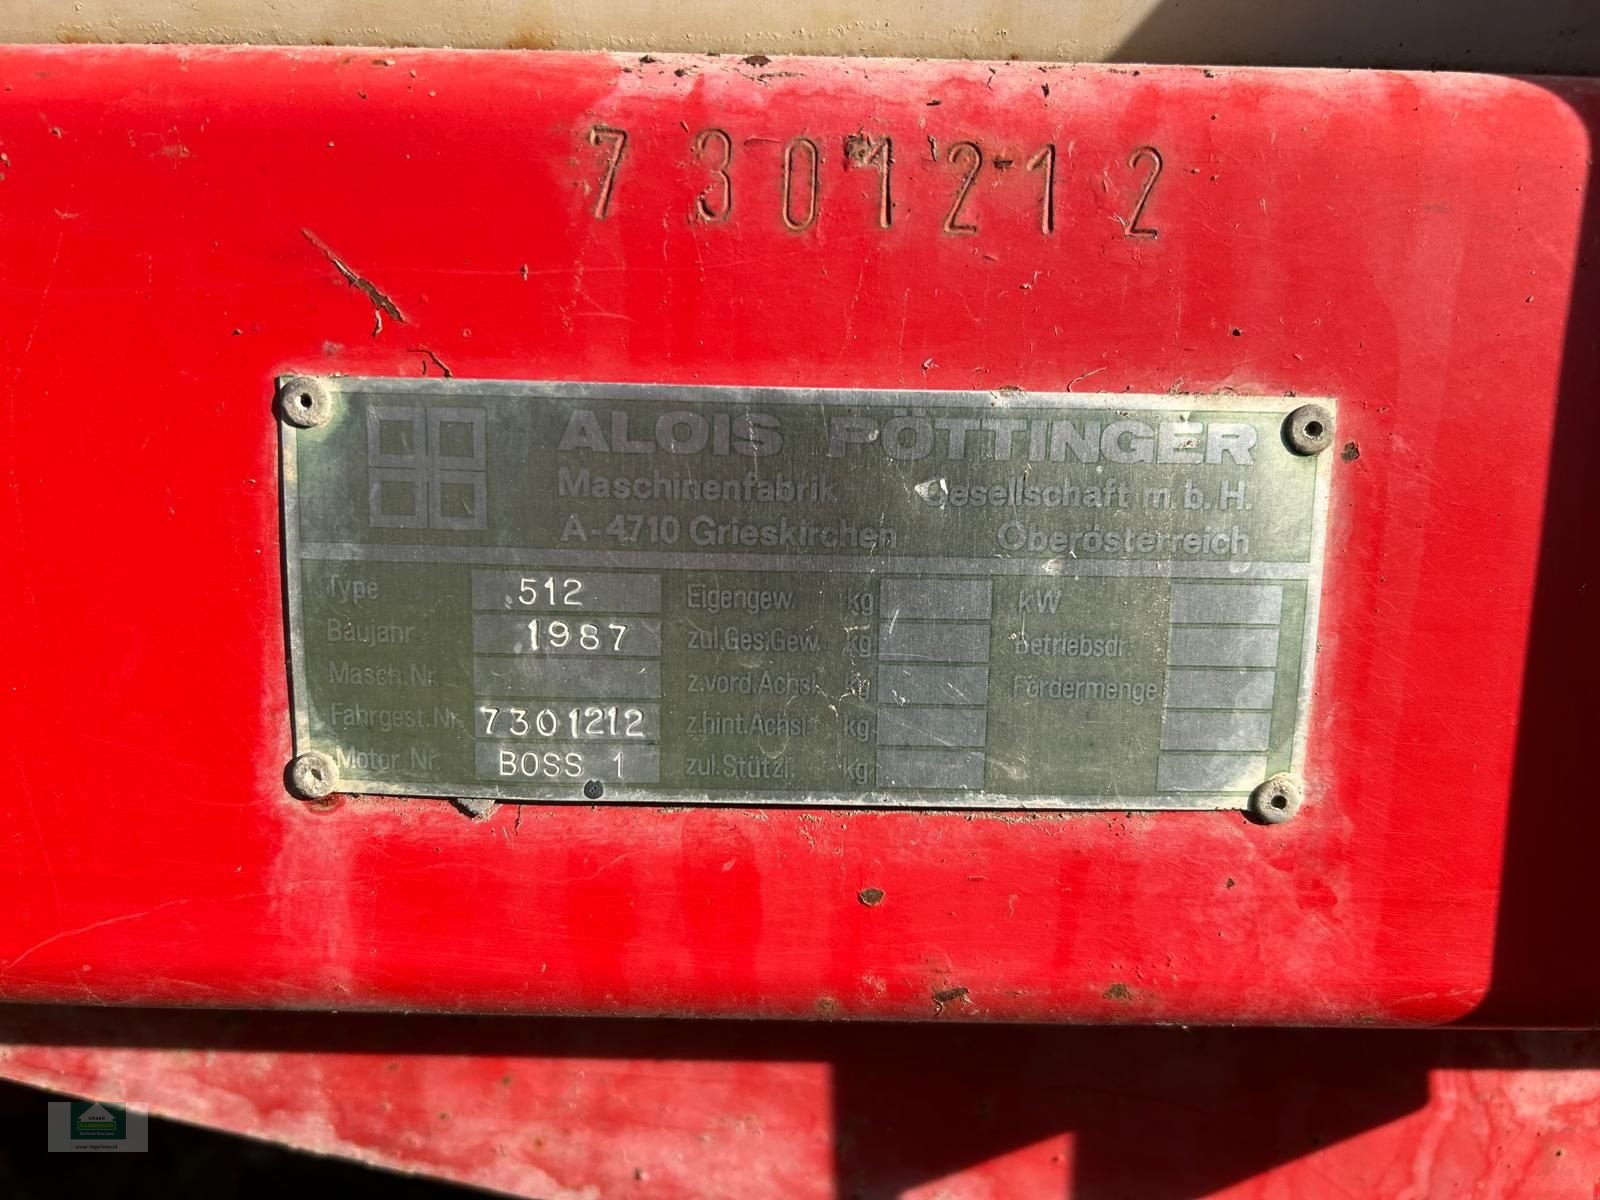 7301212
ALOIS PÖTTINGER
Maschinenfabrik Gesellschaft m.b.H.
A-4710 Grieskirchen Oberösterreich
Type 512 Eigengew. kg kW
Baujahr 1987 zul.Ges.Gew. kg Betriebsdr.
Masch.Nr. z.vord.Achsl. kg Fördermenge
Fahrgest.Nr. 7301212 z.hint.Achsl. kg
Motor Nr. BOSS 1 zul.Stützl. kg
UNSER
LAGERHAUS